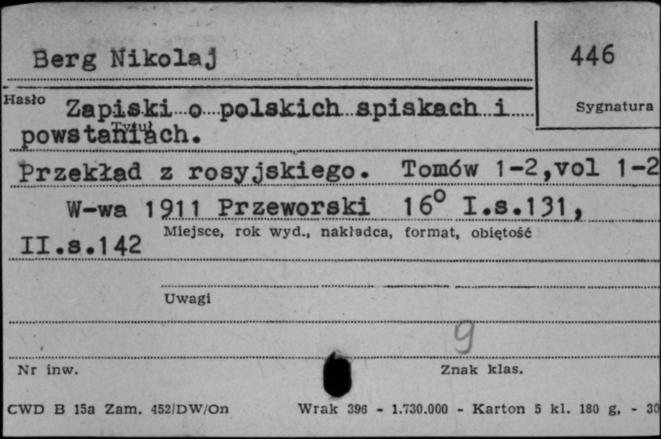 Berg Nikolaj
446
Hasło
Sygnatura
Zapiski o polskich spiskach i
Tytuł
powstaniach.
Przekład z rosyjskiego. Tomów 1-2,vol 1-2
W-wa 1911 Przeworski 16° I.s.131,
Miejsce, rok wyd., nakładca, format, objętość
II.s.142
Uwagi
9
Nr inw.
Znak klas.
CWD B 15a Zam. 452/DW/On Wrak 396 - 1.730.000 - Karton 5 kl. 180 g, - 30